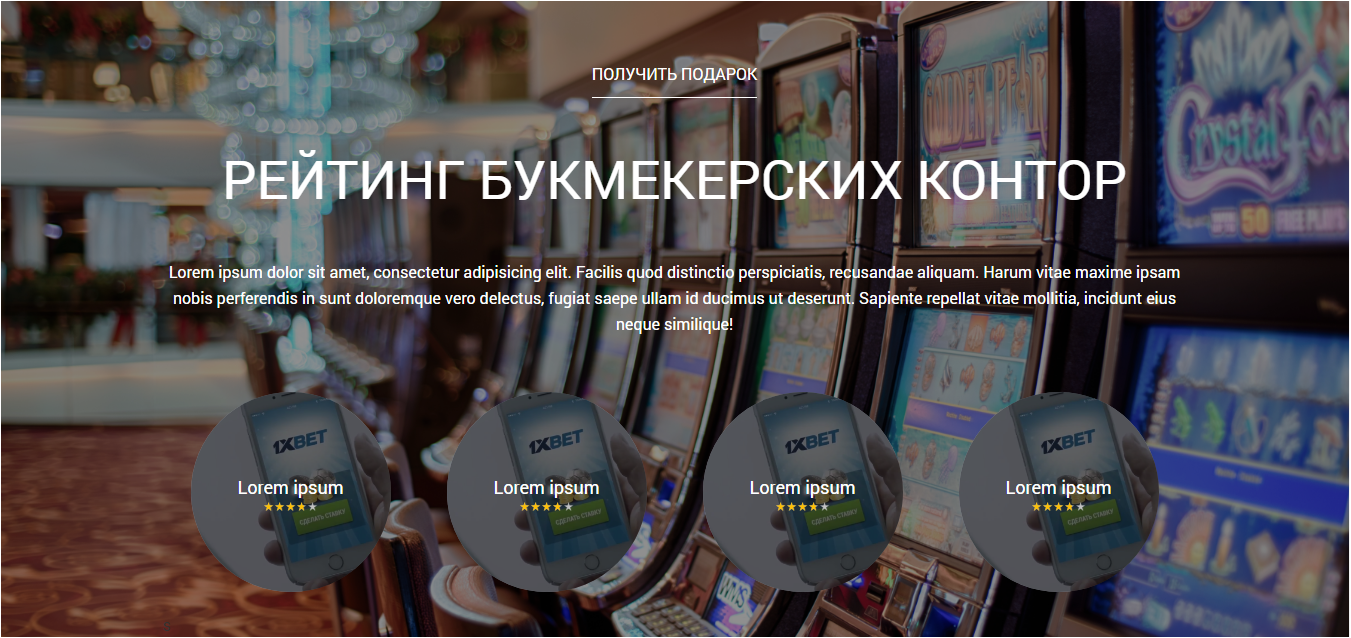 ПОЛУЧИТЬ ПОДАРОК
РЕЙТИНГ БУКМЕКЕРСКИХ КОНТОР
Lorem ipsum dolor sit amet, consectetur adipisicing elit. Facilis quod distinctio perspiciatis, recusandae aliquam. Harum vitae maxime ipsam
nobis perferendis in sunt doloremque vero delectus, fugiat saepe ullam id ducimus ut deserunt. Sapiente repellat vitae mollitia, incidunt eius
neque similique!
1XBET
Lorem ipsum
СДЕЛАТЬ СТАВКУ
1XBET
Lorem ipsum
СДЕЛАТЬ СТАВКУ
1XBET
Lorem ipsum
СДЕЛАТЬ СТАВКУ
1XBET
Lorem ipsum
СДЕЛАТЬ СТАВКУ
50 FREE PLAYS